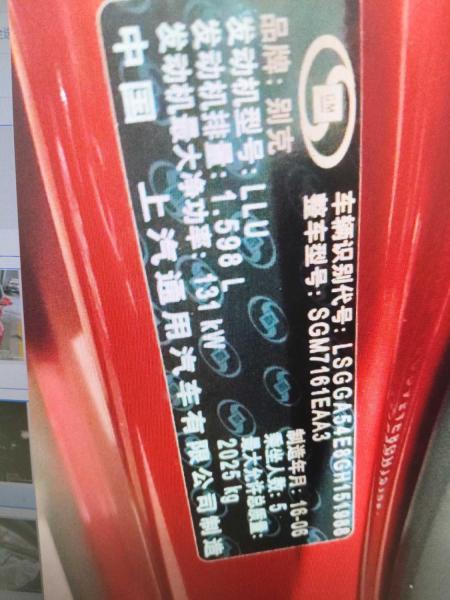 GM
车辆识别代号: LSGGA54E8GH151988
整车型号: SGM7161EAA3
品牌: 别克
发动机型号: LLU
制造年月: 16-06
发动机排量: 1.598 L
乘坐人数: 5
发动机最大净功率: 131 kW
最大允许总质量:
2025 kg
中国
上汽通用汽车有限公司制造